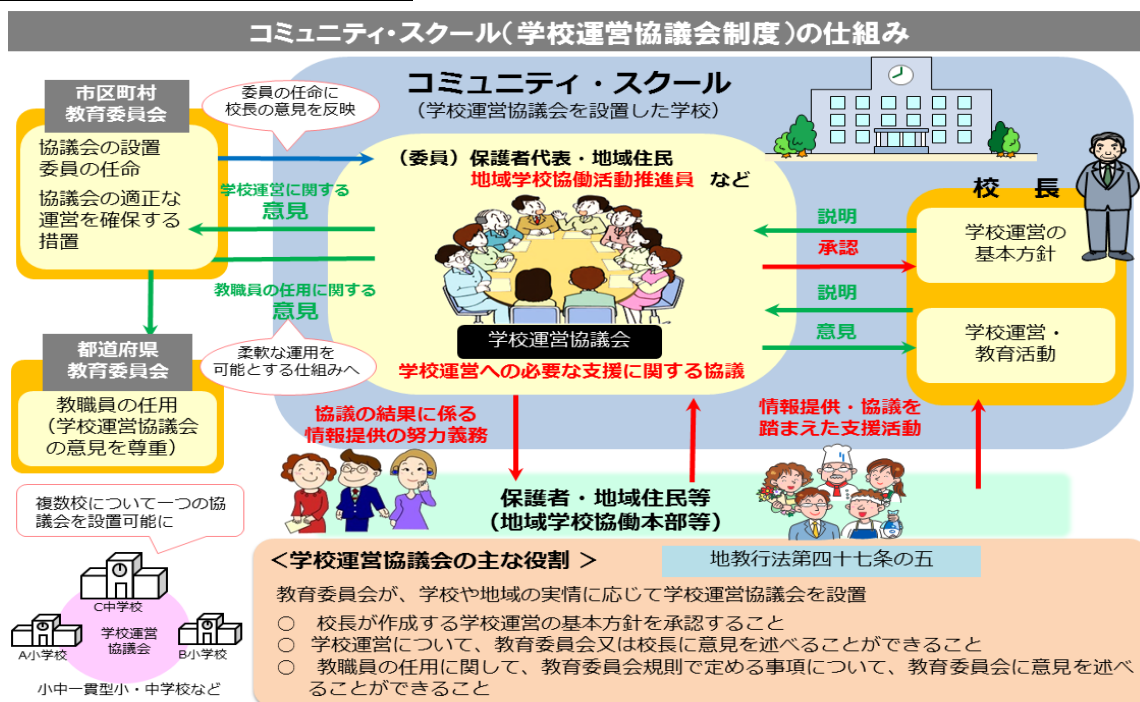 コミュニティ・スクール（学校運営協議会制度）の仕組み
市区町村
教育委員会
協議会の設置
委員の任命
協議会の適正な
運営を確保する
措置
委員の任命に
校長の意見を反映
コミュニティ・スクール
（学校運営協議会を設置した学校）
（委員）保護者代表・地域住民
地域学校協働活動推進員 など
学校運営に関する
意見
教職員の任用に関する
意見
学校運営協議会
学校運営への必要な支援に関する協議
校 長
学校運営の
基本方針
説明
承認
説明
意見
学校運営・
教育活動
都道府県
教育委員会
教職員の任用
（学校運営協議会
の意見を尊重）
柔軟な運用を
可能とする仕組みへ
協議の結果に係る
情報提供の努力義務
情報提供・協議を
踏まえた支援活動
保護者・地域住民等
（地域学校協働本部等）
複数校について一つの協
議会を設置可能に
C中学校
学校運営
協議会
A小学校
B小学校
小中一貫型小・中学校など
＜学校運営協議会の主な役割 ＞
地教行法第四十七条の五
教育委員会が、学校や地域の実情に応じて学校運営協議会を設置
○ 校長が作成する学校運営の基本方針を承認すること
○ 学校運営について、教育委員会又は校長に意見を述べることができること
○ 教職員の任用に関して、教育委員会規則で定める事項について、教育委員会に意見を述べ
ることができること